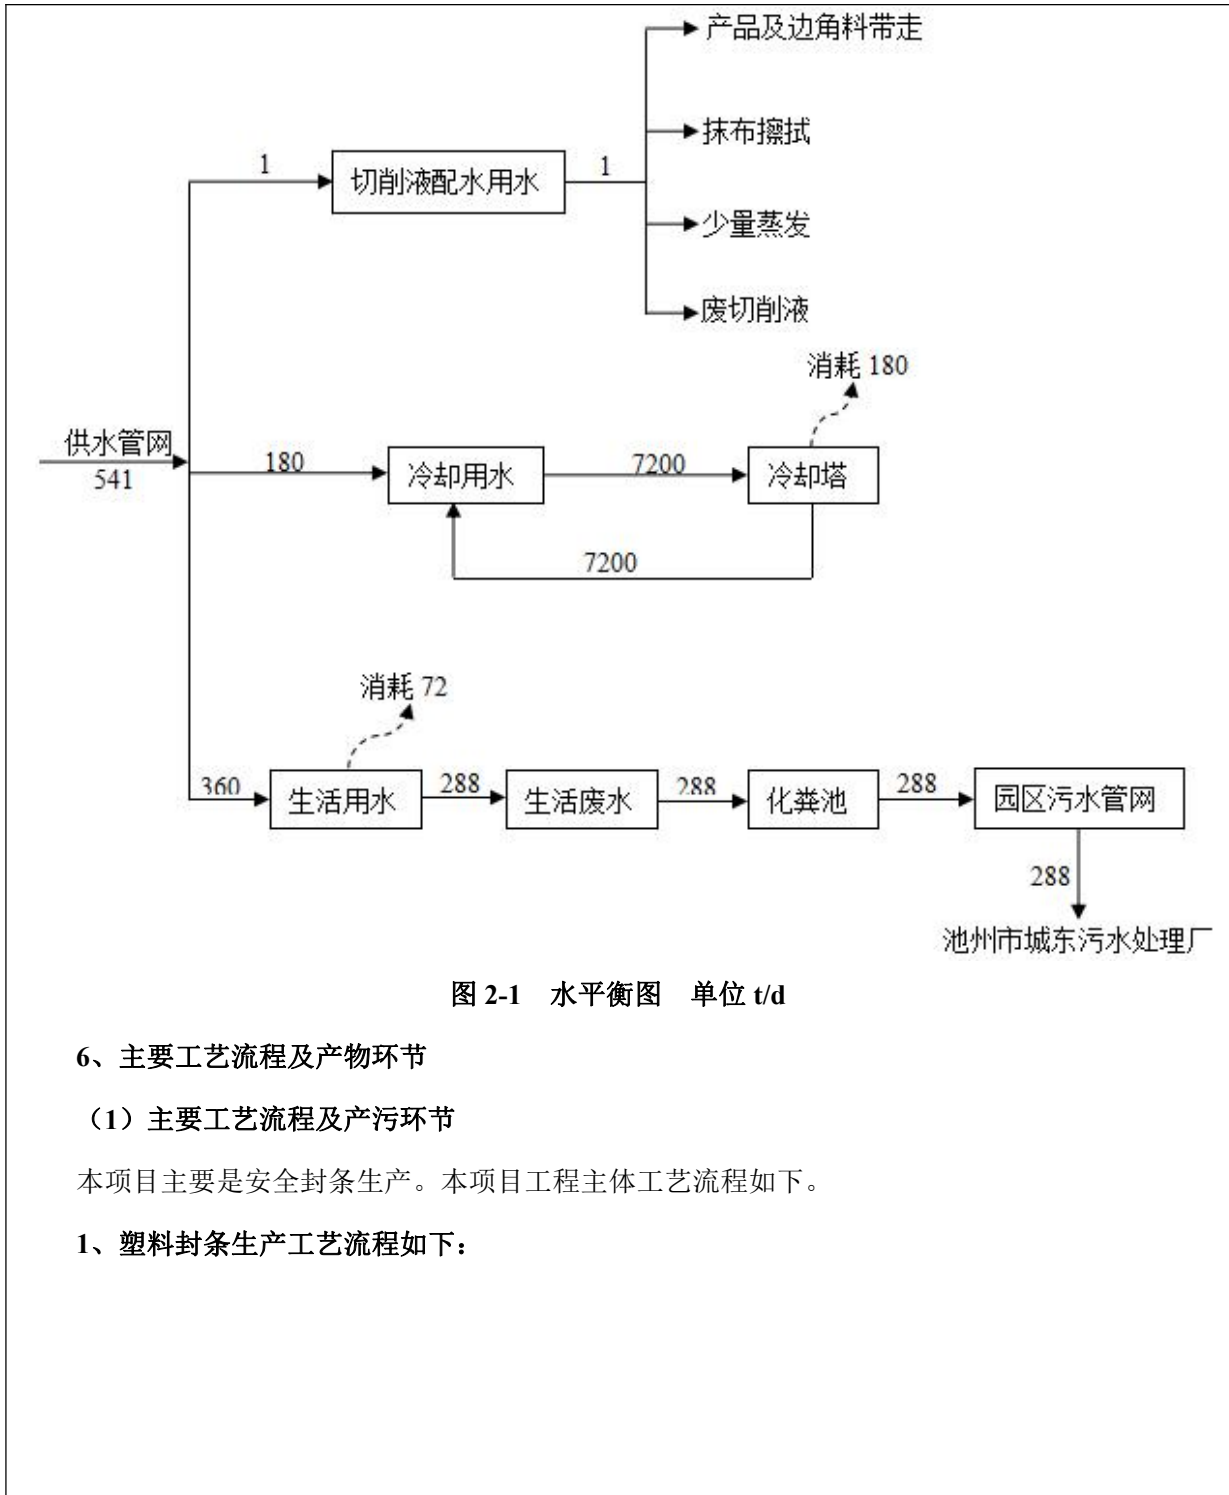 产品及边角料带走
抹布擦拭
1
切削液配水用水
1
少量蒸发
废切削液
消耗 180
供水管网
541
180
冷却用水
7200
冷却塔
7200
消耗 72
360
生活用水
288
生活废水
288
化粪池
288
园区污水管网
288
池州市城东污水处理厂
图 2-1 水平衡图 单位 t/d
6、主要工艺流程及产物环节
（1）主要工艺流程及产污环节
本项目主要是安全封条生产。本项目工程主体工艺流程如下。
1、塑料封条生产工艺流程如下：